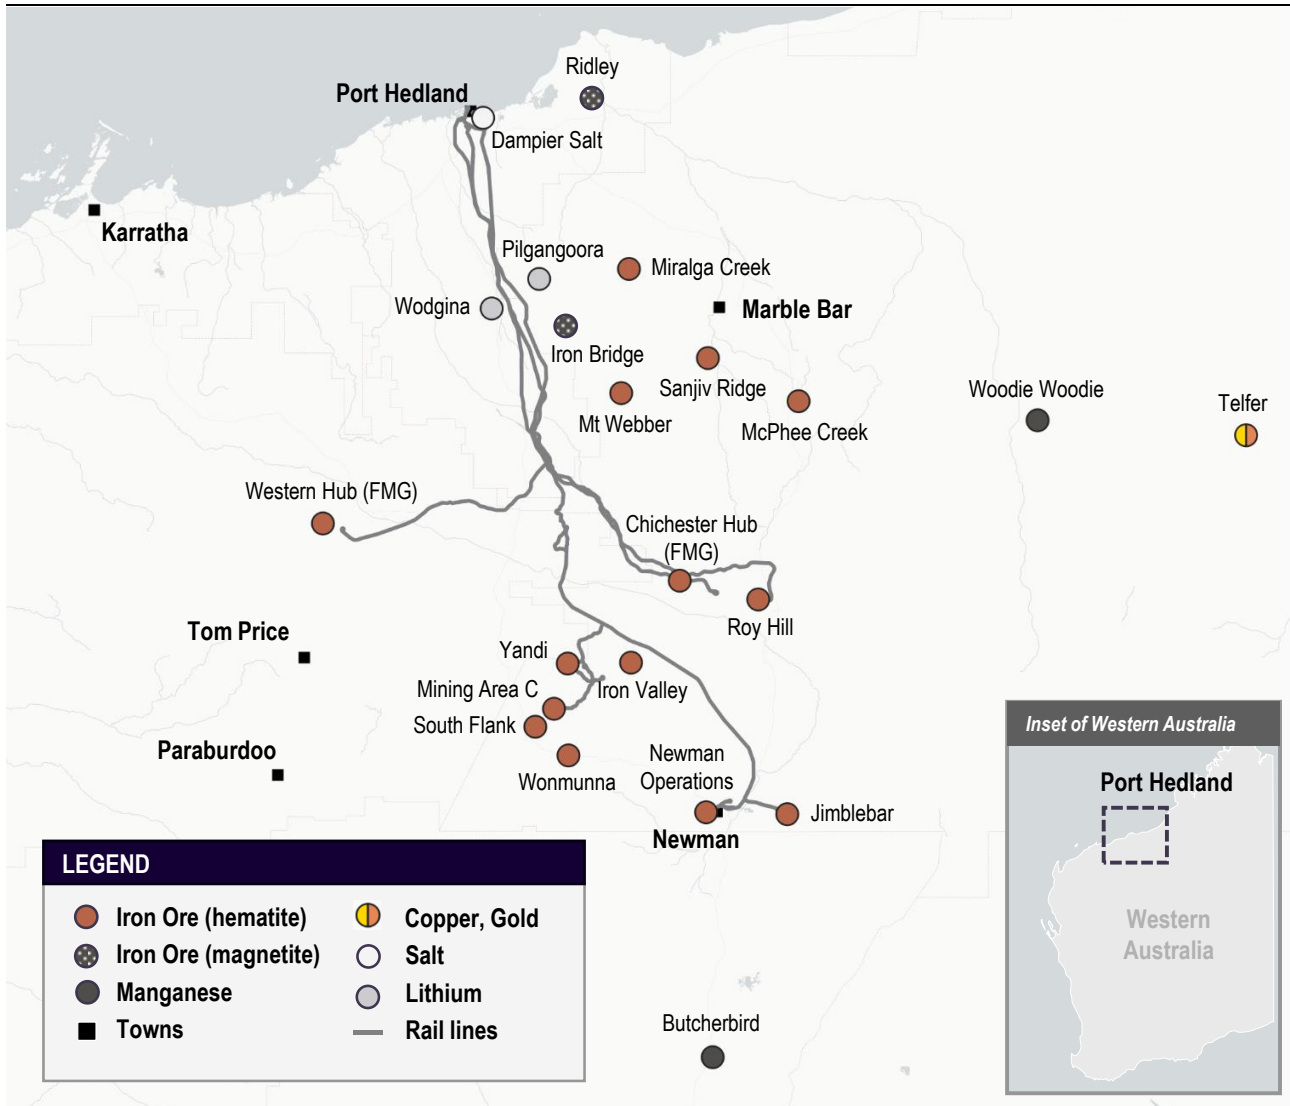 Ridley
Port Hedland
Dampier Salt
Karratha
Pilgangoora
Miralga Creek
Wodgina
Marble Bar
Iron Bridge
Sanjiv Ridge
Woodie Woodie
Telfer
Mt Webber
McPhee Creek
Western Hub (FMG)
Chichester Hub
(FMG)
Roy Hill
Tom Price
Yandi
Mining Area C
Iron Valley
South Flank
Paraburdoo
Wonmunna
Newman
Operations
Jimblebar
Newman
Butcherbird
LEGEND
Iron Ore (hematite)
Iron Ore (magnetite)
Manganese
Towns
Copper, Gold
Salt
Lithium
Rail lines
Inset of Western Australia
Port Hedland
Western
Australia